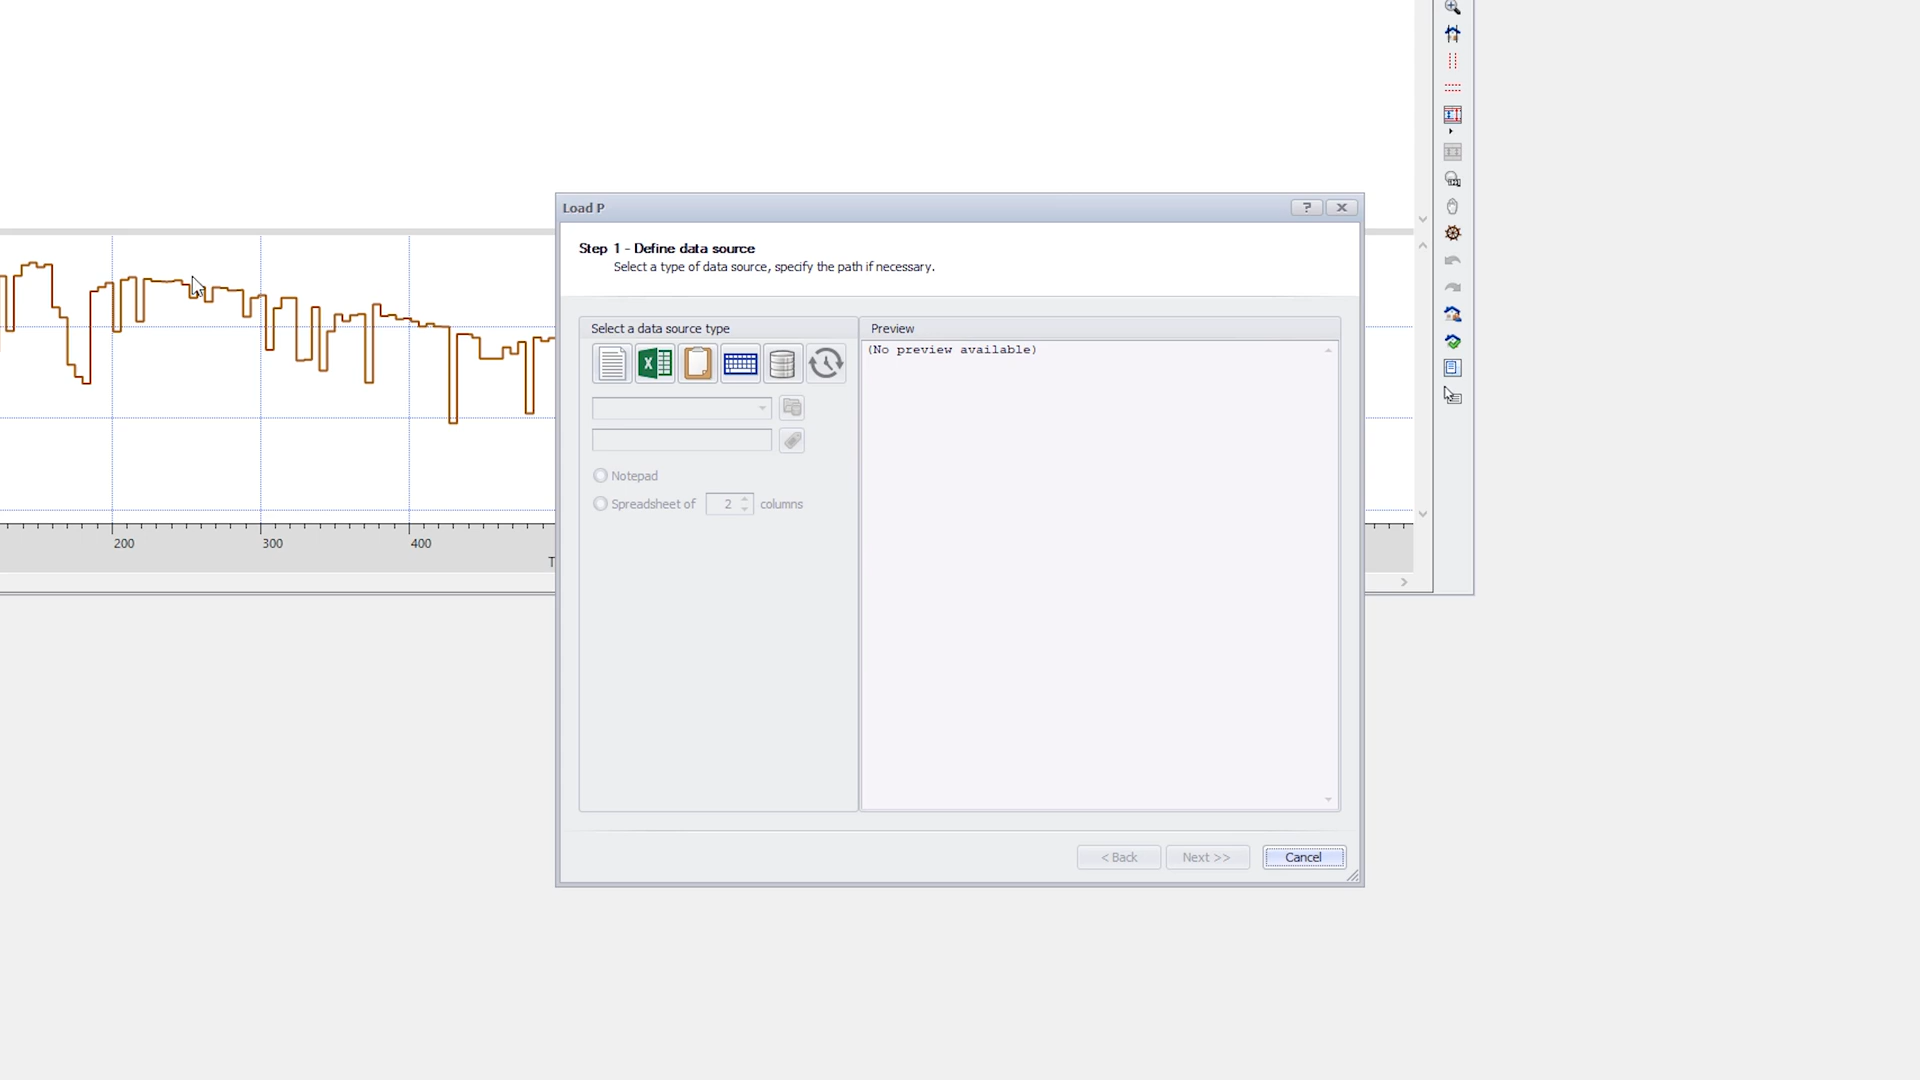 Load P
?
Step 1 - Define data source
Select a type of data source, specify the path if necessary.
Select a data source type
Preview
(No preview available)
Notepad
Spreadsheet of 2 columns
200 300 400
T
< Back Next >> Cancel